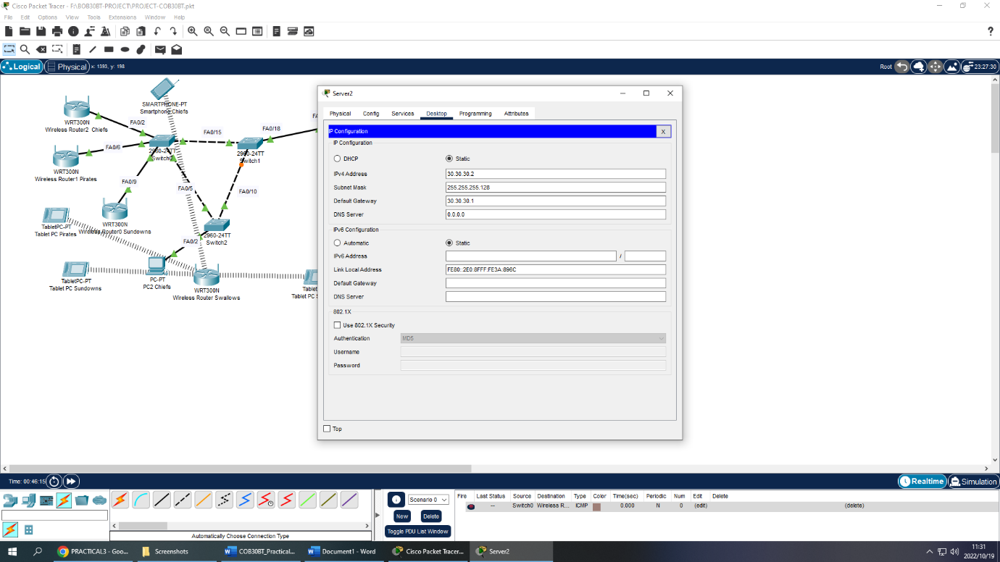 Cisco Packet Tracer - F:\BOB30BT-PROJECT\PROJECT-COB30BT.pkt
File Edit Options View Tools Extensions Window Help
?
Logical Physical x: 1393, y: 198 Root 23:27:30
SMARTPHONE-PT
Smartphone Chiefs
WRT300N
Wireless Router2 Chiefs
FA0/2
FA0/15
FA0/18
2960-24TT
Switch0
2960-24TT
Switch1
FA0/6
WRT300N
Wireless Router1 Pirates
FA0/9
FA0/5
FA0/10
WRT300N
Wireless Router0 Sundowns
TabletPC-PT
Tablet PC Pirates
2960-24TT
Switch2
FA0/2
PC-PT
PC2 Chiefs
TabletPC-PT
Tablet PC Sundowns
WRT300N
Wireless Router Swallows
Server2
Physical Config Services Desktop Programming Attributes
IP Configuration X
IP Configuration
DHCP Static
IPv4 Address 30.30.30.2
Subnet Mask 255.255.255.128
Default Gateway 30.30.30.1
DNS Server 0.0.0.0
IPv6 Configuration
Automatic Static
IPv6 Address /
Link Local Address FE80::2E0:8FFF:FE3A:896C
Default Gateway
DNS Server
802.1X
Use 802.1X Security
Authentication MD5
Username
Password
Top
Time: 00:46:15 Realtime Simulation
Scenario 0
New Delete
Toggle PDU List Window
Automatically Choose Connection Type
Fire Last Status Source Destination Type Color Time(sec) Periodic Num Edit Delete
-- Switch0 Wireless R... ICMP 0.000 N 0 (edit) (delete)
PRACTICAL3 - Goo... Screenshots COB30BT_Practical... Document1 - Word Cisco Packet Tracer... Server2
11:31
2022/10/19